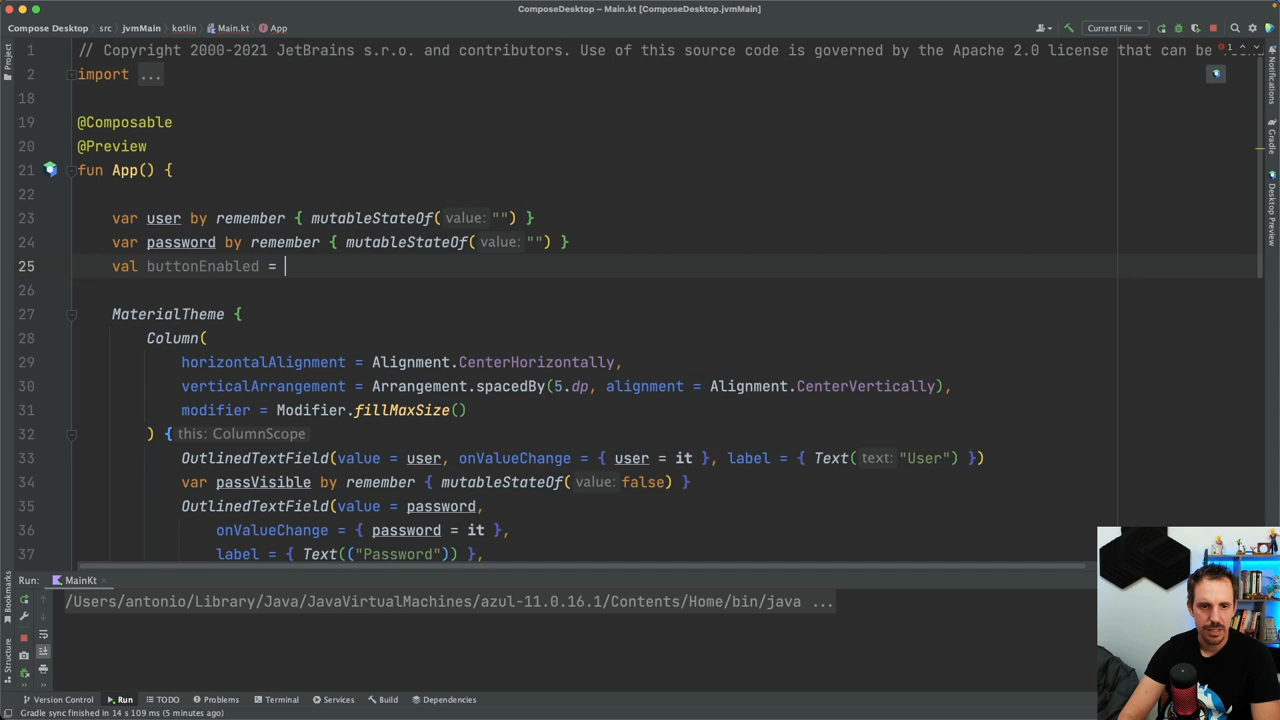 ComposeDesktop – Main.kt [ComposeDesktop.jvmMain]
Compose Desktop src jvmMain kotlin Main.kt App
Current File
Project
1 // Copyright 2000-2021 JetBrains s.r.o. and contributors. Use of this source code is governed by the Apache 2.0 license that can be
1
2 import ...
18
19 @Composable
20 @Preview
21 fun App() {
22
23 var user by remember { mutableStateOf( value: "") }
24 var password by remember { mutableStateOf( value: "") }
25 val buttonEnabled =
26
27 MaterialTheme {
28 Column(
29 horizontalAlignment = Alignment.CenterHorizontally,
30 verticalArrangement = Arrangement.spacedBy(5.dp, alignment = Alignment.CenterVertically),
31 modifier = Modifier.fillMaxSize()
32 ) { this: ColumnScope
33 OutlinedTextField(value = user, onValueChange = { user = it }, label = { Text( text: "User") })
34 var passVisible by remember { mutableStateOf( value: false) }
35 OutlinedTextField(value = password,
36 onValueChange = { password = it },
37 label = { Text(("Password")) },
Notifications
Gradle
Desktop Preview
Run: MainKt
/Users/antonio/Library/Java/JavaVirtualMachines/azul-11.0.16.1/Contents/Home/bin/java ...
Bookmarks
Structure
Version Control Run TODO Problems Terminal Services Build Dependencies
Gradle sync finished in 14 s 109 ms (5 minutes ago)